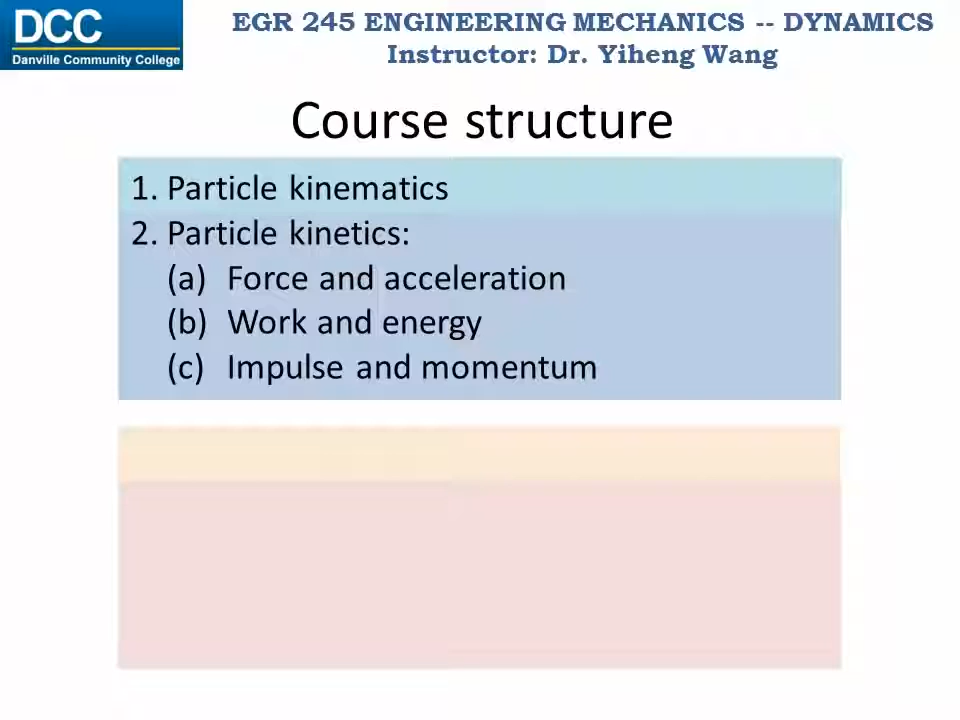 DCC
Danville Community College
EGR 245 ENGINEERING MECHANICS -- DYNAMICS
Instructor: Dr. Yiheng Wang
Course structure
1. Particle kinematics
2. Particle kinetics:
(a) Force and acceleration
(b) Work and energy
(c) Impulse and momentum